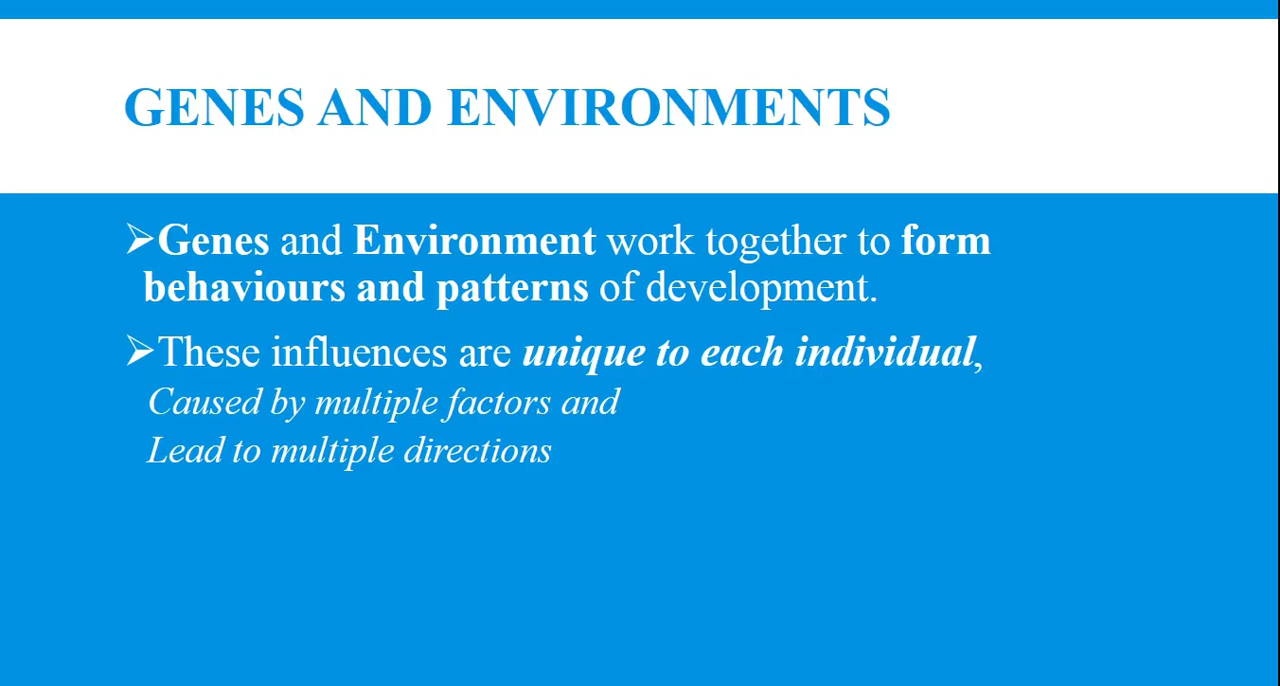 GENES AND ENVIRONMENTS
➢Genes and Environment work together to form
behaviours and patterns of development.
➢These influences are unique to each individual,
Caused by multiple factors and
Lead to multiple directions